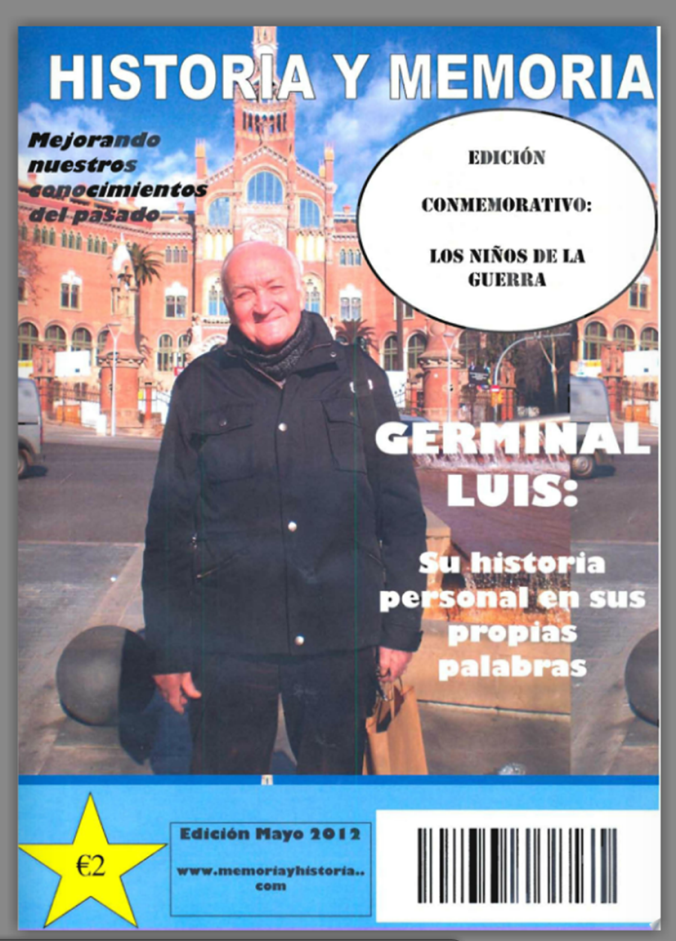 HISTORIA Y MEMORIA
Mejorando
nuestros
conocimientos
del pasado
EDICIÓN
CONMEMORATIVO:
LOS NIÑOS DE LA
GUERRA
GERMINAL
LUIS:
Su historia
personal en sus
propias
palabras
€2
Edición Mayo 2012
www.memoriayhistoria..
com